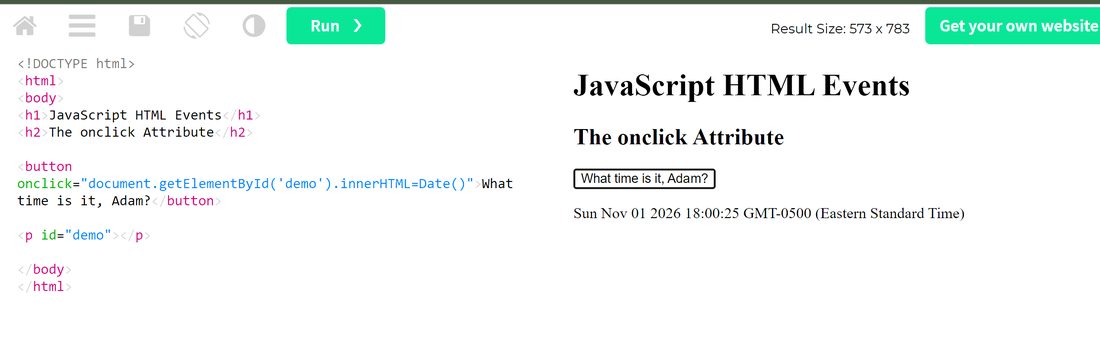 Run ❯
Result Size: 573 x 783
Get your own website
<!DOCTYPE html>
<html>
<body>
<h1>JavaScript HTML Events</h1>
<h2>The onclick Attribute</h2>
<button
onclick="document.getElementById('demo').innerHTML=Date()">What
time is it, Adam?</button>
<p id="demo"></p>
</body>
</html>
JavaScript HTML Events
The onclick Attribute
What time is it, Adam?
Sun Nov 01 2026 18:00:25 GMT-0500 (Eastern Standard Time)